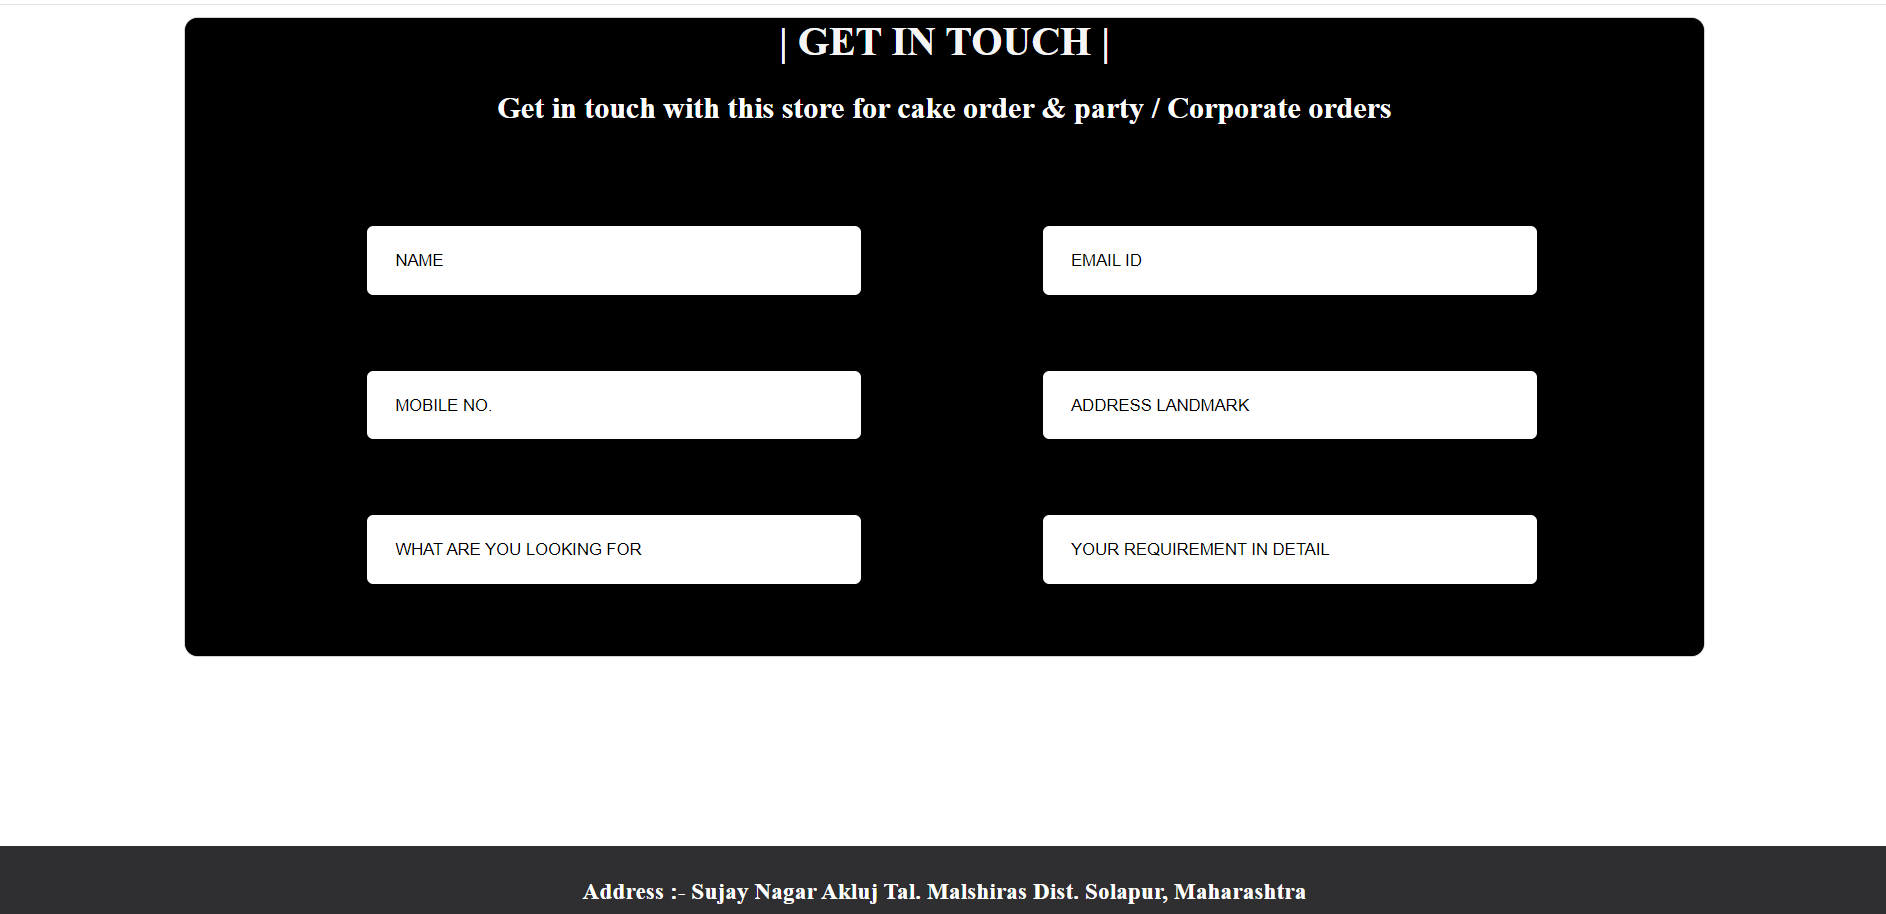 | GET IN TOUCH |
Get in touch with this store for cake order & party / Corporate orders
NAME
EMAIL ID
MOBILE NO.
ADDRESS LANDMARK
WHAT ARE YOU LOOKING FOR
YOUR REQUIREMENT IN DETAIL
Address :- Sujay Nagar Akluj Tal. Malshiras Dist. Solapur, Maharashtra